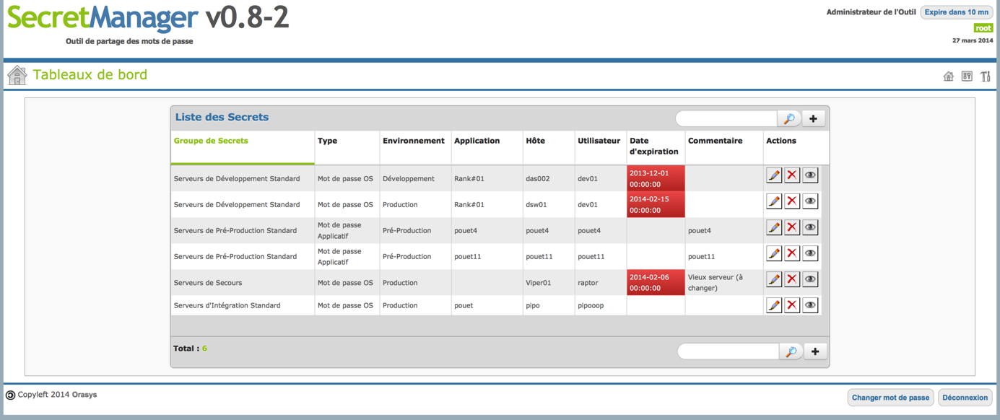 SecretManager v0.8-2
Outil de partage des mots de passe
Administrateur de l'Outil Expire dans 10 mn
root
27 mars 2014
Tableaux de bord
Liste des Secrets
Groupe de Secrets Type Environnement Application Hôte Utilisateur Date d'expiration Commentaire Actions
Serveurs de Développement Standard Mot de passe OS Développement Rank#01 das002 dev01 2013-12-01 00:00:00
Serveurs de Développement Standard Mot de passe OS Production Rank#01 dsw01 dev01 2014-02-15 00:00:00
Serveurs de Pré-Production Standard Mot de passe Applicatif Pré-Production pouet4 pouet4 pouet4 pouet4
Serveurs de Pré-Production Standard Mot de passe Applicatif Pré-Production pouet11 pouet11 pouet11 pouet11
Serveurs de Secours Mot de passe OS Production Viper01 raptor 2014-02-06 00:00:00 Vieux serveur (à changer)
Serveurs d'Intégration Standard Mot de passe OS Production pouet pipo pipooop
Total : 6
Copyleft 2014 Orasys
Changer mot de passe Déconnexion